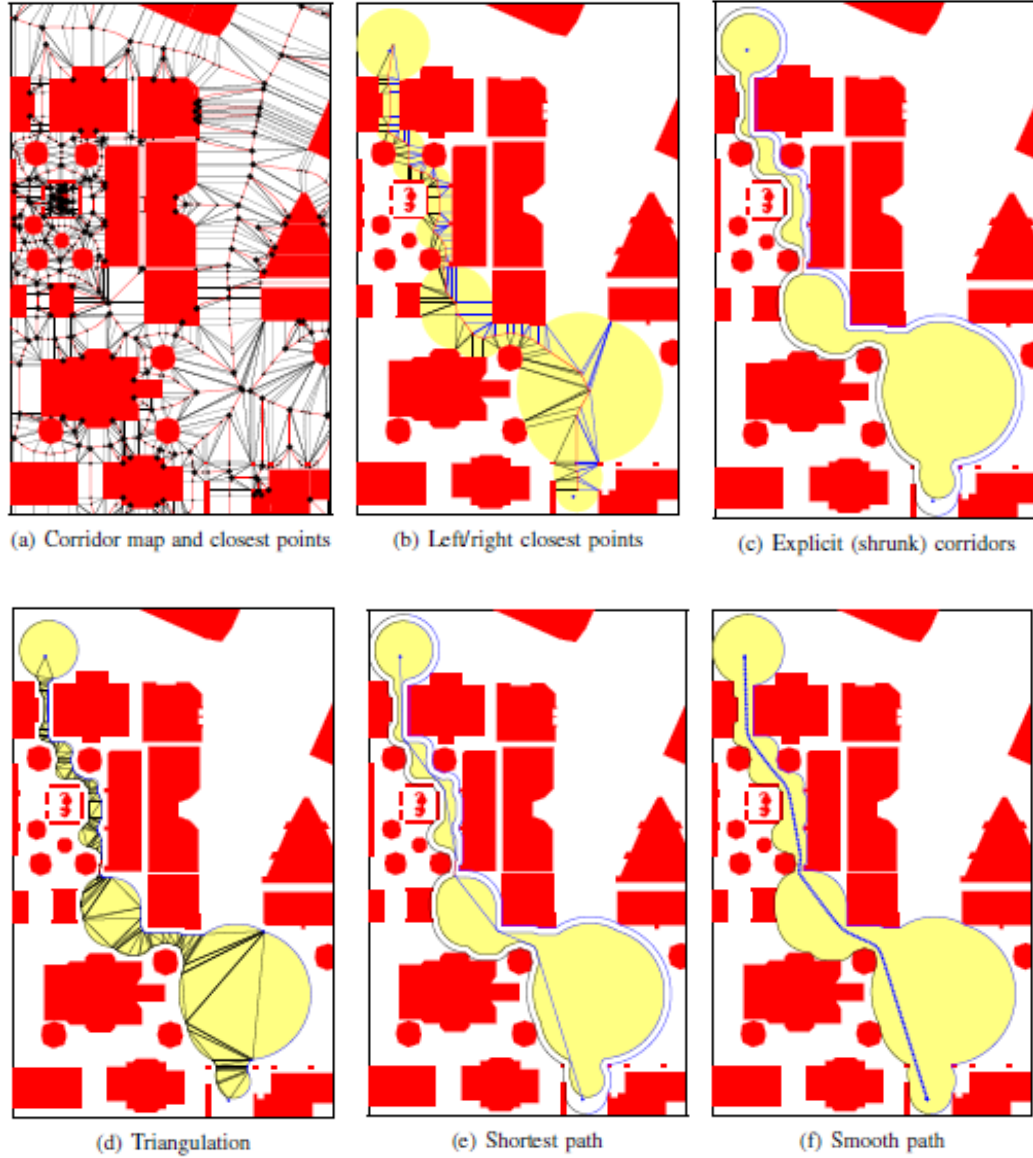 (a) Corridor map and closest points
(b) Left/right closest points
(c) Explicit (shrunk) corridors
(d) Triangulation
(e) Shortest path
(f) Smooth path